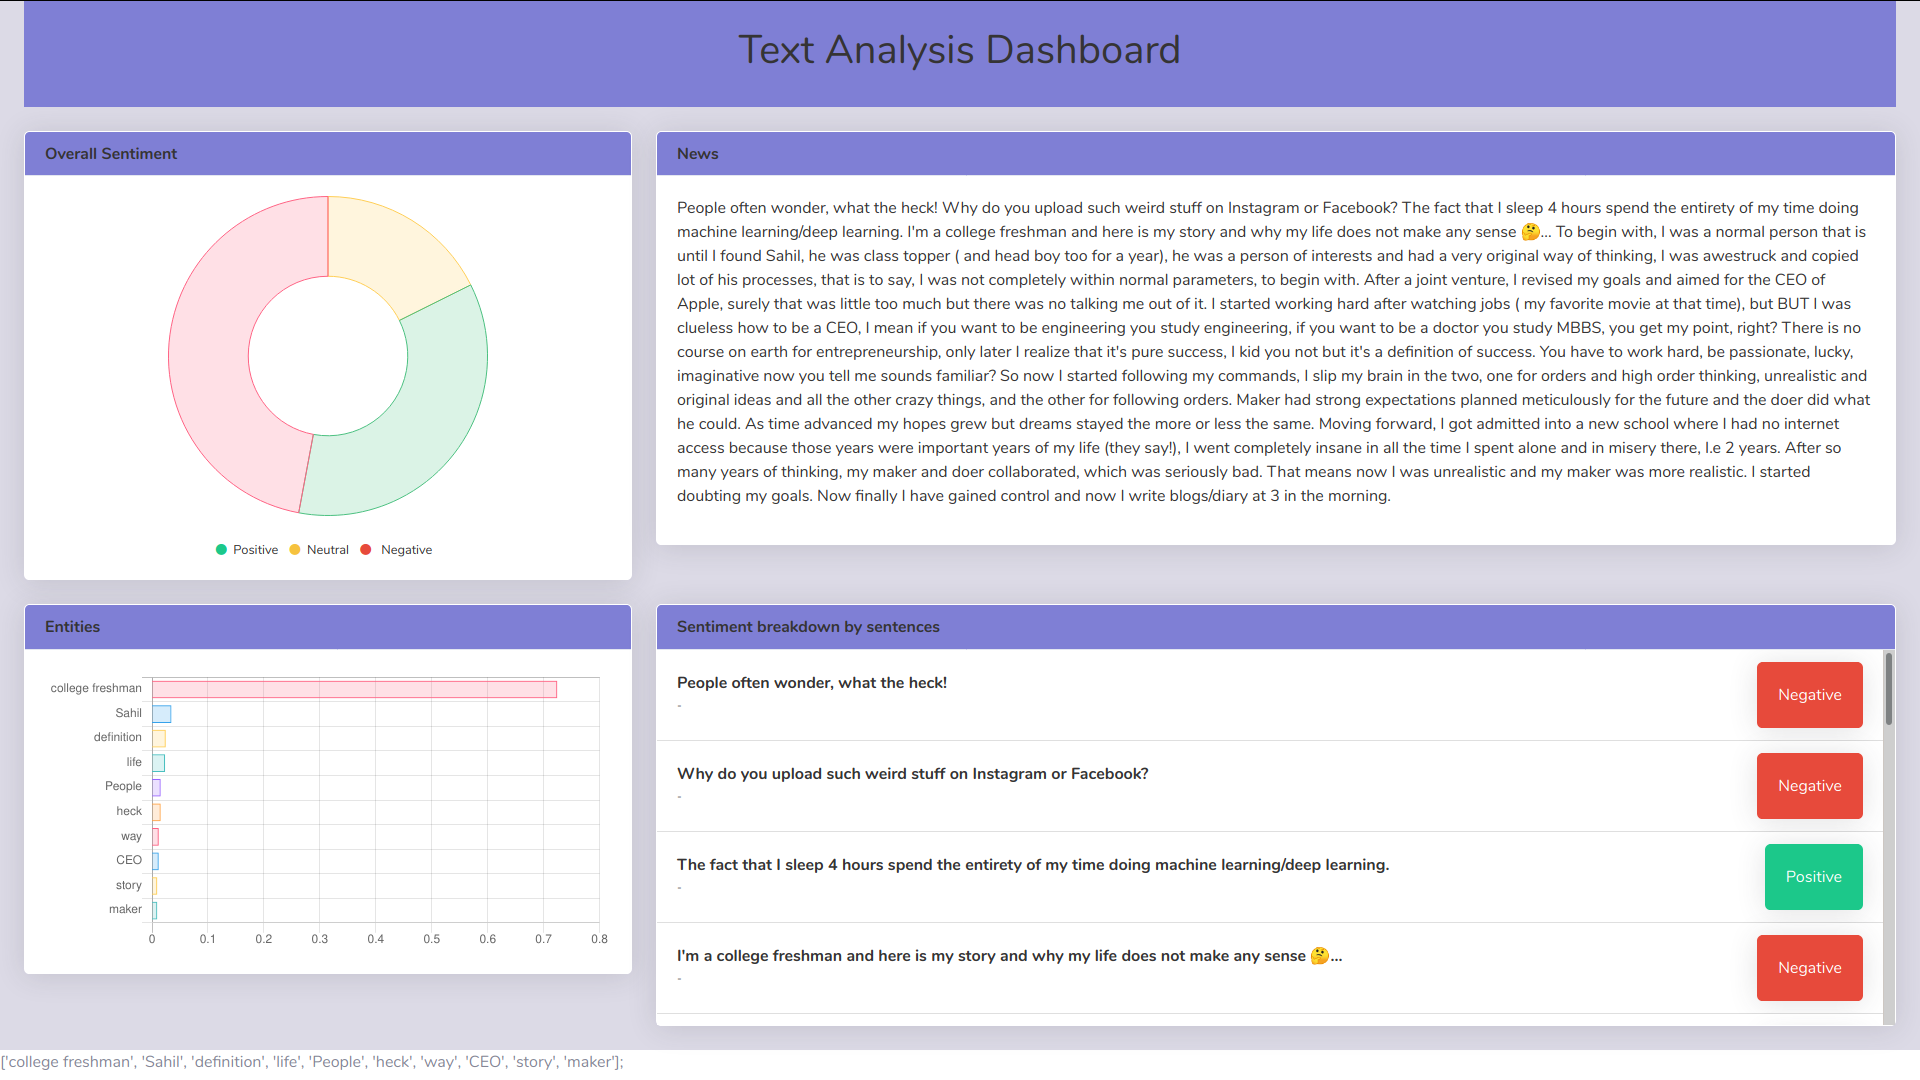 Text Analysis Dashboard
Overall Sentiment
Positive
Neutral
Negative
News
People often wonder, what the heck! Why do you upload such weird stuff on Instagram or Facebook? The fact that I sleep 4 hours spend the entirety of my time doing
machine learning/deep learning. I'm a college freshman and here is my story and why my life does not make any sense 🤔... To begin with, I was a normal person that is
until I found Sahil, he was class topper ( and head boy too for a year), he was a person of interests and had a very original way of thinking, I was awestruck and copied
lot of his processes, that is to say, I was not completely within normal parameters, to begin with. After a joint venture, I revised my goals and aimed for the CEO of
Apple, surely that was little too much but there was no talking me out of it. I started working hard after watching jobs ( my favorite movie at that time), but BUT I was
clueless how to be a CEO, I mean if you want to be engineering you study engineering, if you want to be a doctor you study MBBS, you get my point, right? There is no
course on earth for entrepreneurship, only later I realize that it's pure success, I kid you not but it's a definition of success. You have to work hard, be passionate, lucky,
imaginative now you tell me sounds familiar? So now I started following my commands, I slip my brain in the two, one for orders and high order thinking, unrealistic and
original ideas and all the other crazy things, and the other for following orders. Maker had strong expectations planned meticulously for the future and the doer did what
he could. As time advanced my hopes grew but dreams stayed the more or less the same. Moving forward, I got admitted into a new school where I had no internet
access because those years were important years of my life (they say!), I went completely insane in all the time I spent alone and in misery there, I.e 2 years. After so
many years of thinking, my maker and doer collaborated, which was seriously bad. That means now I was unrealistic and my maker was more realistic. I started
doubting my goals. Now finally I have gained control and now I write blogs/diary at 3 in the morning.
Entities
college freshman
Sahil
definition
life
People
heck
way
CEO
story
maker
0 0.1 0.2 0.3 0.4 0.5 0.6 0.7 0.8
Sentiment breakdown by sentences
People often wonder, what the heck!
-
Negative
Why do you upload such weird stuff on Instagram or Facebook?
-
Negative
The fact that I sleep 4 hours spend the entirety of my time doing machine learning/deep learning.
-
Positive
I'm a college freshman and here is my story and why my life does not make any sense 🤔...
-
Negative
['college freshman', 'Sahil', 'definition', 'life', 'People', 'heck', 'way', 'CEO', 'story', 'maker'];